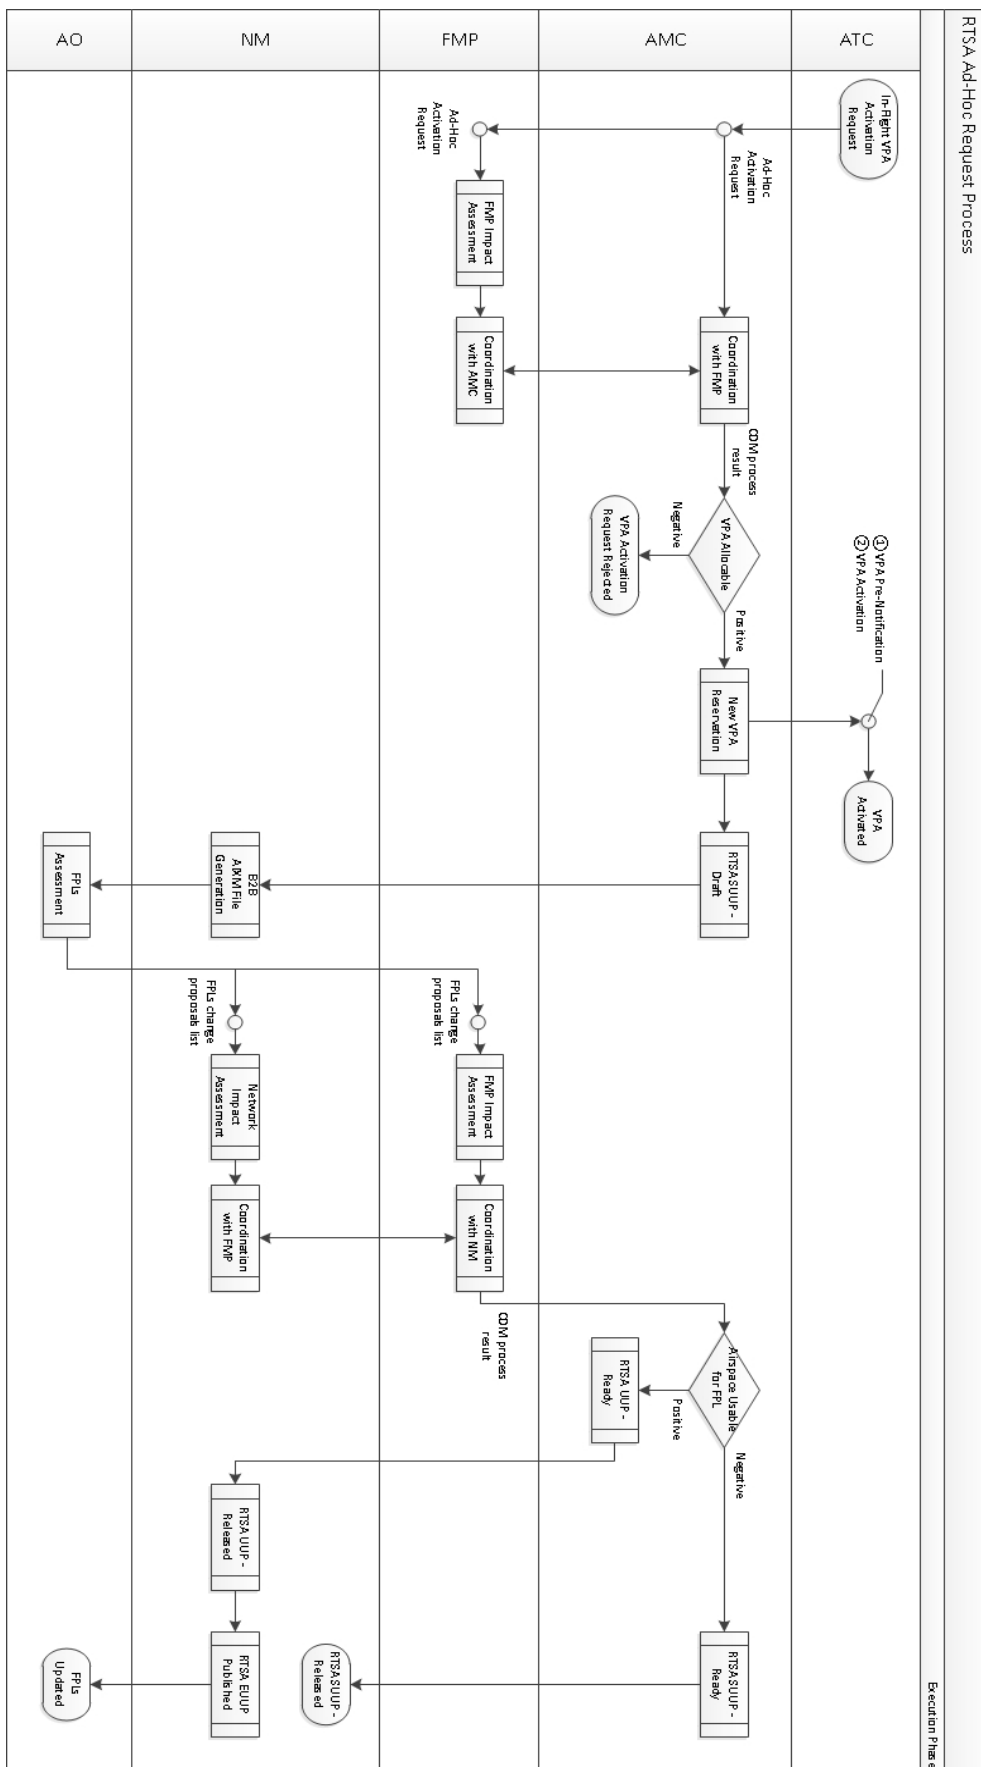 RTSA Ad-Hoc Request Process
Execution Phase
ATC
AMC
FMP
NM
AO
In-Flight VPA
Activation
Request
Ad-Hoc
Activation
Request
Ad-Hoc
Activation
Request
FMP Impact
Assessment
Coordination
with FMP
Coordination
with AMC
CDM process
result
VPA Allocable
Negative
VPA Activation
Request Rejected
Positive
① VPA Pre-Notification
② VPA Activation
New VPA
Reservation
VPA
Activated
RTSA SUUP -
Draft
B2B
AIXM File
Generation
FPLs
Assessment
FPLs change
proposals list
FPLs change
proposals list
FMP Impact
Assessment
Network
Impact
Assessment
Coordination
with NM
Coordination
with FMP
CDM process
result
Airspace Usable
for FPL
Positive
RTSA UUP -
Ready
Negative
RTSA UUP -
Released
RTSA SUUP -
Ready
RTSA SUUP -
Released
RTSA EUUP
Published
FPLs
Updated